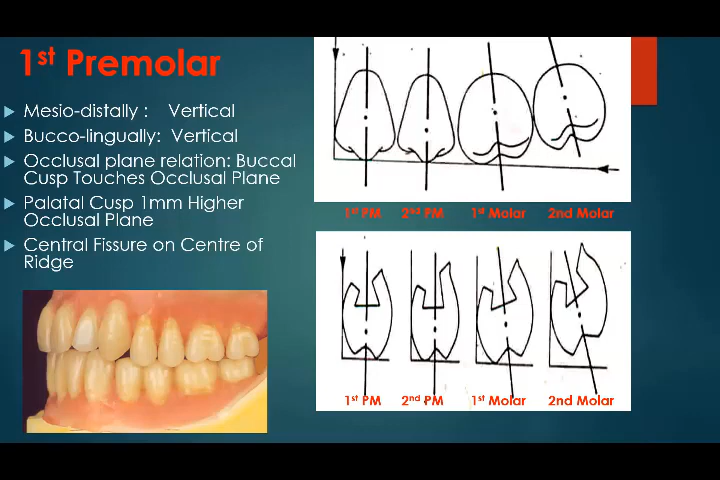 1st Premolar
Mesio-distally : Vertical
Bucco-lingually: Vertical
Occlusal plane relation: Buccal
Cusp Touches Occlusal Plane
Palatal Cusp 1mm Higher
Occlusal Plane
Central Fissure on Centre of
Ridge
1st PM 2nd PM 1st Molar 2nd Molar
1st PM 2nd PM 1st Molar 2nd Molar